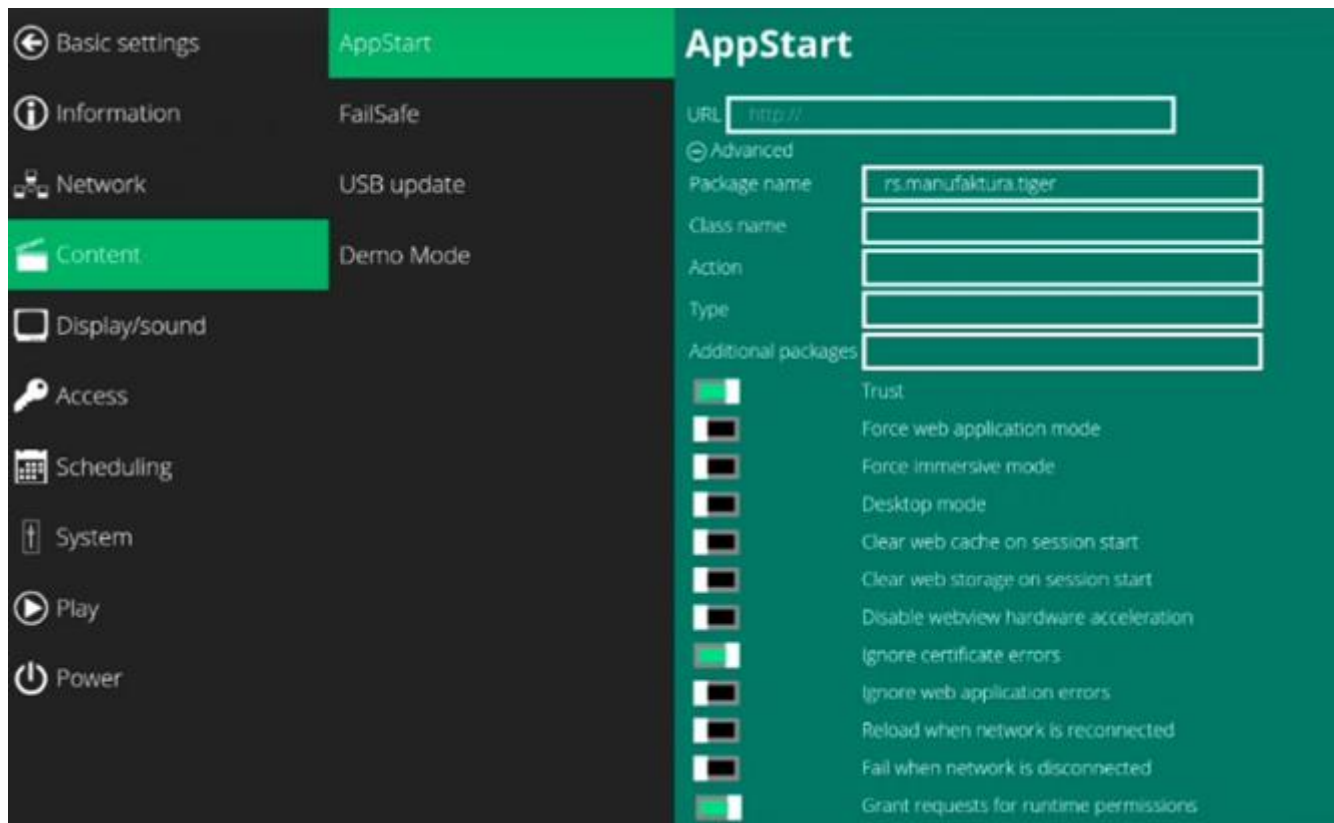 Basic settings
Information
Network
Content
Display/sound
Access
Scheduling
System
Play
Power
AppStart
FailSafe
USB update
Demo Mode
AppStart
URL http://
Advanced
Package name rs.manufaktura.tiger
Class name
Action
Type
Additional packages
Trust
Force web application mode
Force immersive mode
Desktop mode
Clear web cache on session start
Clear web storage on session start
Disable webview hardware acceleration
Ignore certificate errors
Ignore web application errors
Reload when network is reconnected
Fail when network is disconnected
Grant requests for runtime permissions